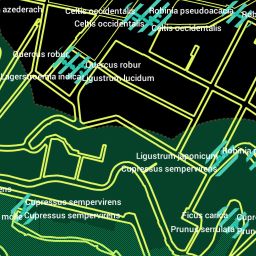 azederach
Celtis occidentalis
Robinia pseudoacacia
Celtis occidentalis
Celtis occidentalis
Quercus robur
Quercus robur
Lagerstroemia indica
Ligustrum lucidum
Ligustrum japonicum
Robinia
Cupressus sempervirens
Cupressus sempervirens
molle
Cupressus sempervirens
Ficus carica
Prunus serrulata